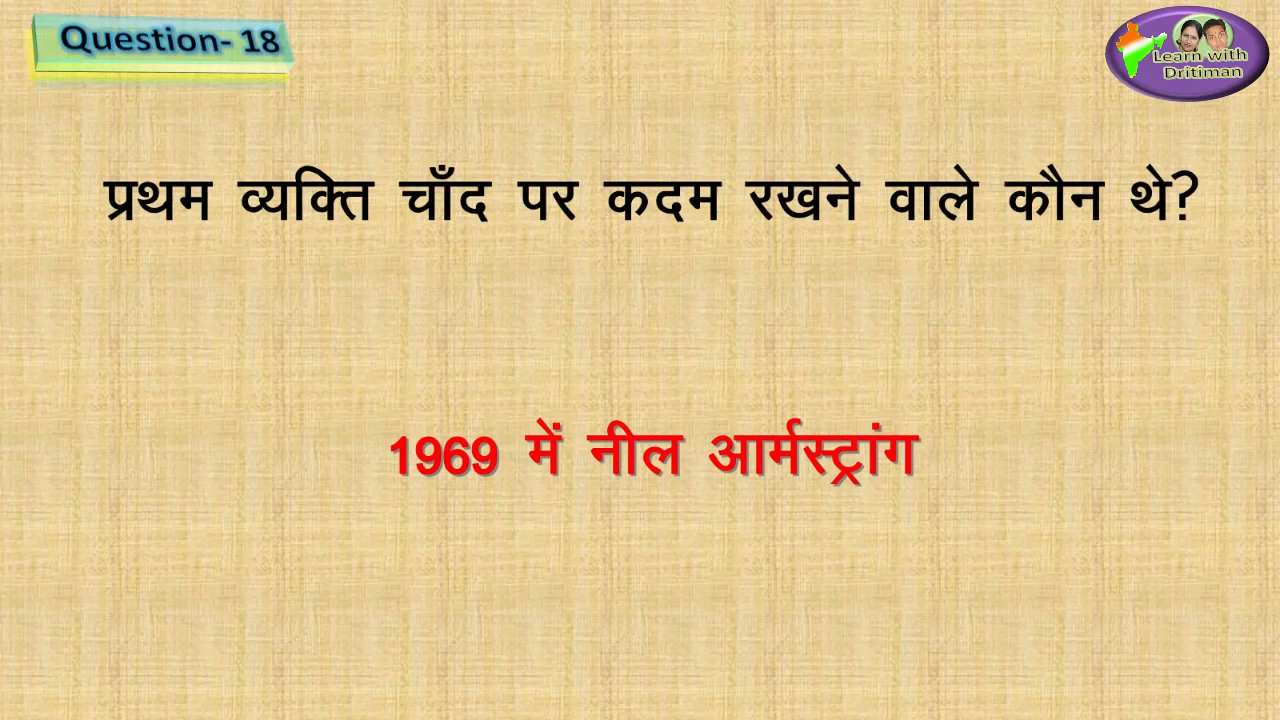 Question- 18
Learn with
Dritiman
प्रथम व्यक्ति चाँद पर कदम रखने वाले कौन थे?
1969 में नील आर्मस्ट्रांग